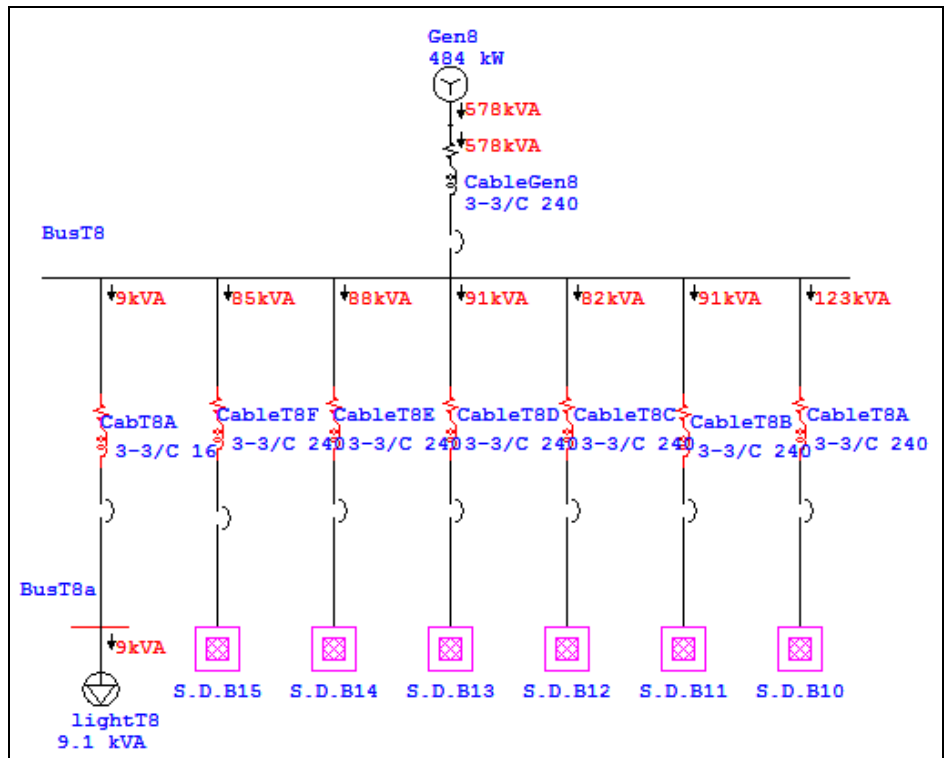 Gen8
484 kW
578kVA
578kVA
CableGen8
3-3/C 240
BusT8
9kVA 85kVA 88kVA 91kVA 82kVA 91kVA 123kVA
CabT8A CableT8F CableT8E CableT8D CableT8C CableT8B CableT8A
3-3/C 16 3-3/C 240 3-3/C 240 3-3/C 240 3-3/C 240 3-3/C 240 3-3/C 240
BusT8a
9kVA
S.D.B15 S.D.B14 S.D.B13 S.D.B12 S.D.B11 S.D.B10
lightT8
9.1 kVA